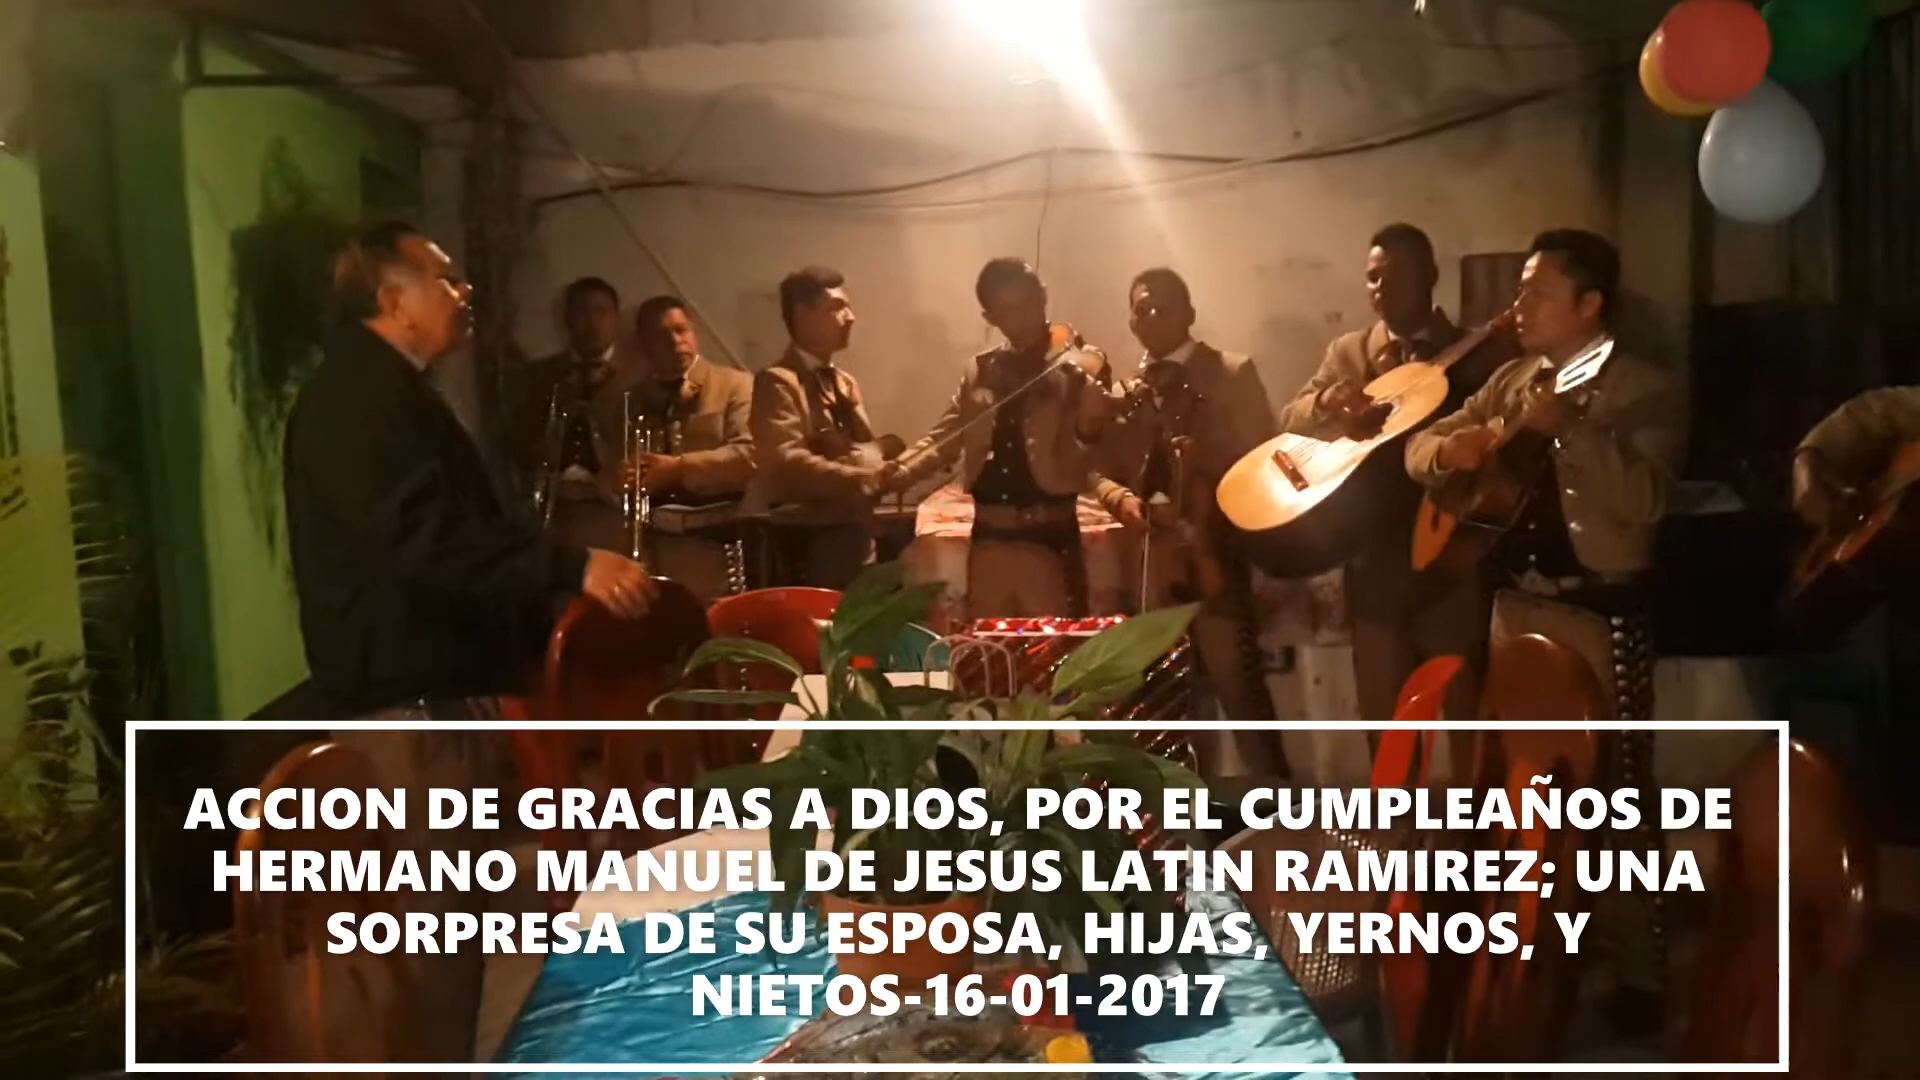 ACCION DE GRACIAS A DIOS, POR EL CUMPLEAÑOS DE
HERMANO MANUEL DE JESUS LATIN RAMIREZ; UNA
SORPRESA DE SU ESPOSA, HIJAS, YERNOS, Y
NIETOS-16-01-2017